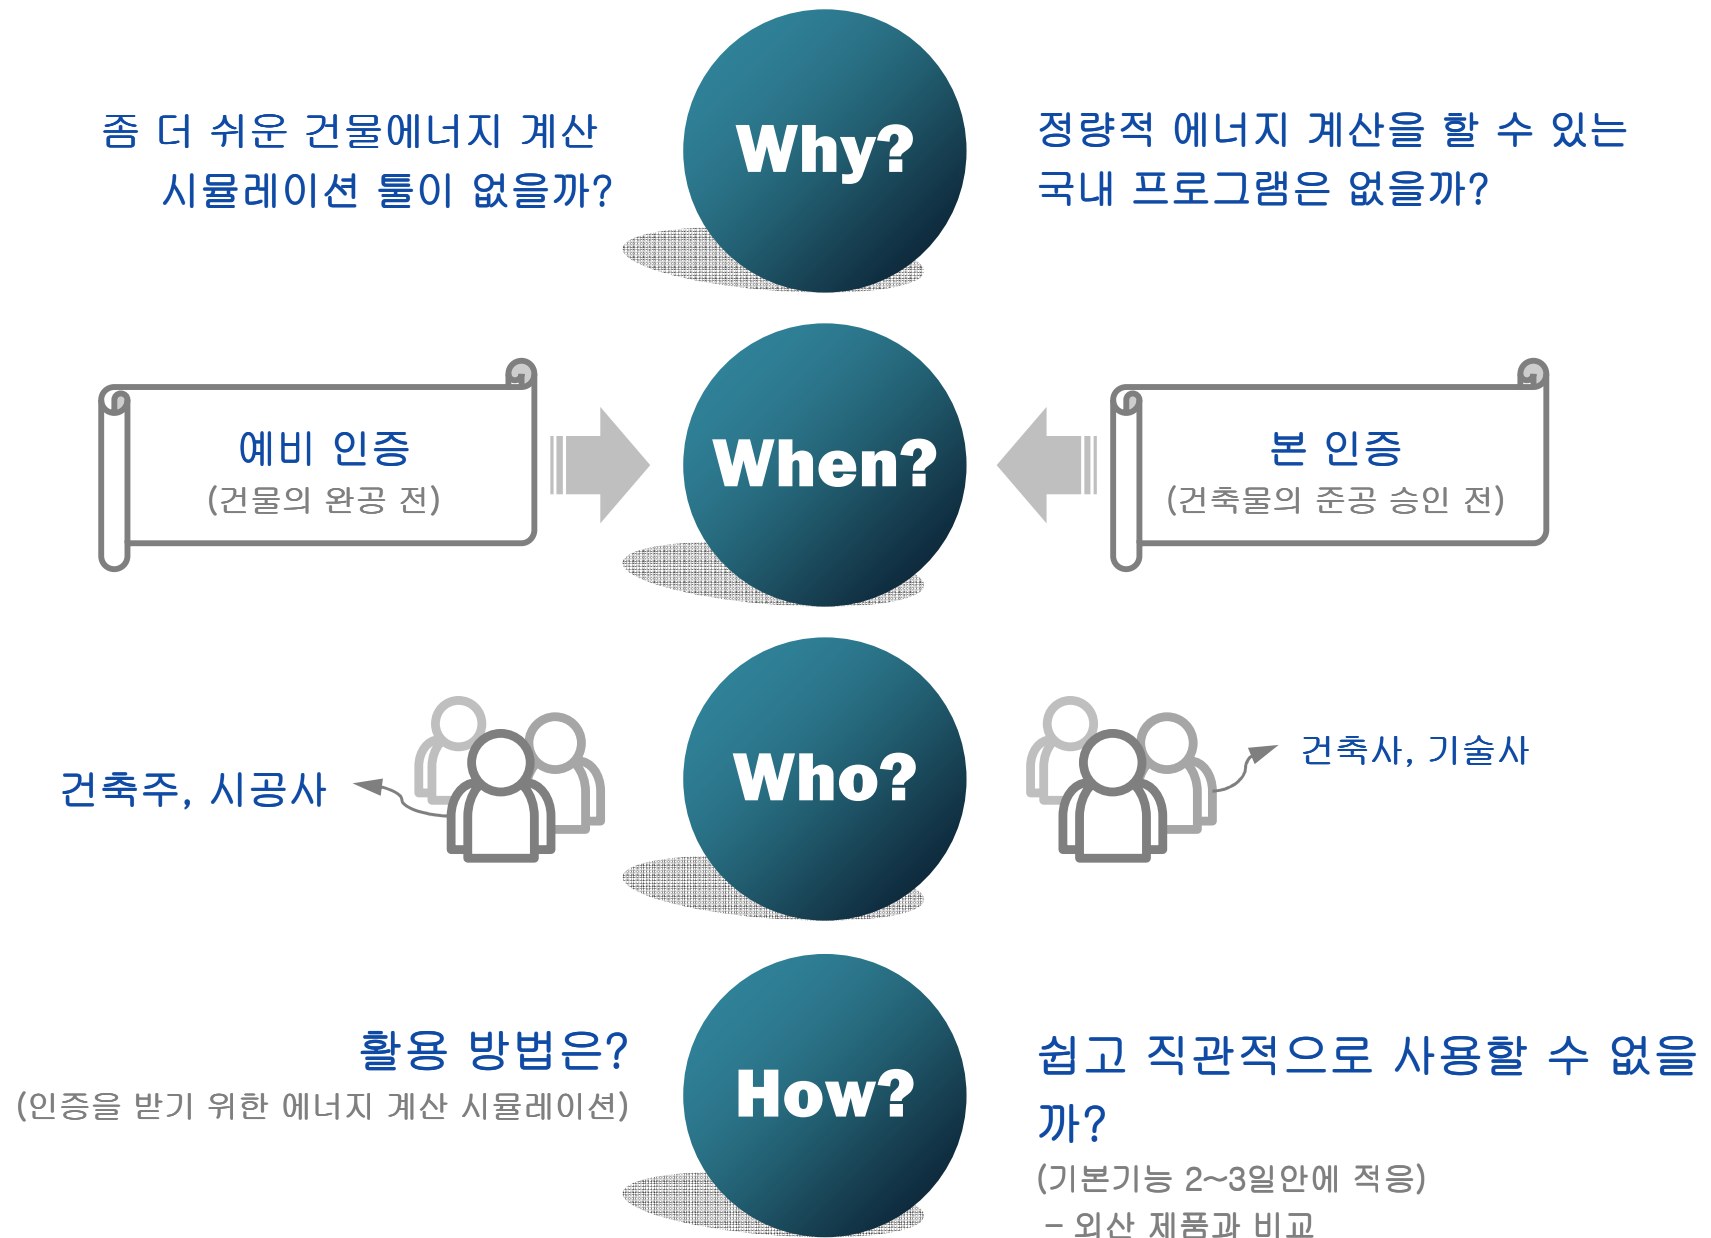 Why?
좀 더 쉬운 건물에너지 계산
시뮬레이션 툴이 없을까?
정량적 에너지 계산을 할 수 있는
국내 프로그램은 없을까?
When?
예비 인증
(건물의 완공 전)
본 인증
(건축물의 준공 승인 전)
Who?
건축주, 시공사
건축사, 기술사
How?
활용 방법은?
(인증을 받기 위한 에너지 계산 시뮬레이션)
쉽고 직관적으로 사용할 수 없을
까?
(기본기능 2~3일안에 적응)
- 외산 제품과 비교